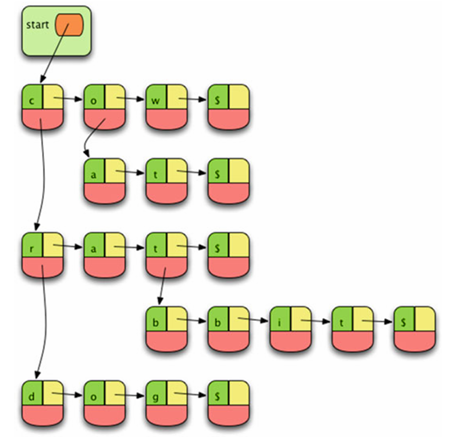 start
c o w $
a t $
r a t $
b b i t $
d o g $